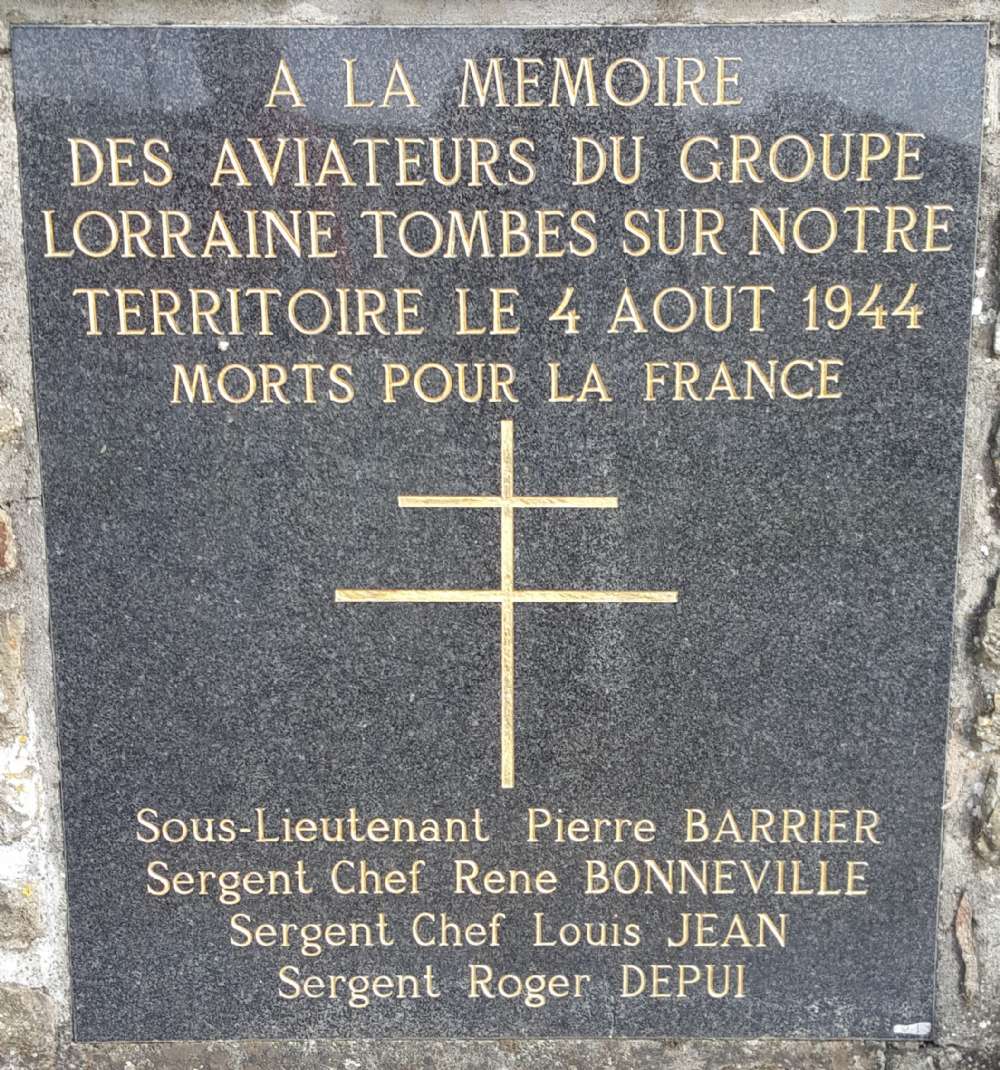 A LA MEMOIRE
DES AVIATEURS DU GROUPE
LORRAINE TOMBES SUR NOTRE
TERRITOIRE LE 4 AOUT 1944
MORTS POUR LA FRANCE
Sous-Lieutenant Pierre BARRIER
Sergent Chef Rene BONNEVILLE
Sergent Chef Louis JEAN
Sergent Roger DEPUI